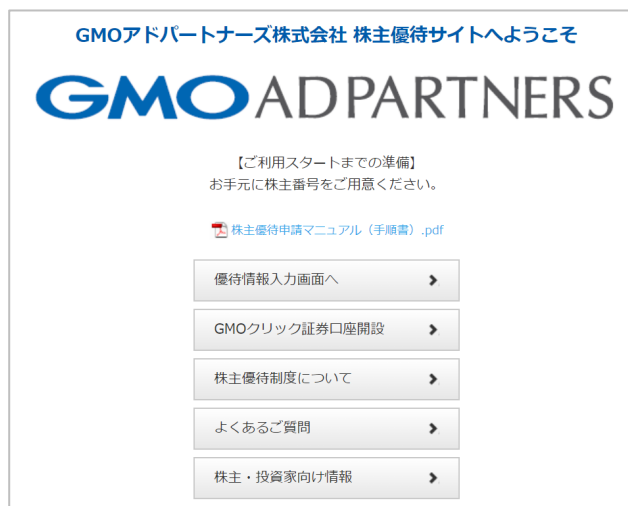 GMOアドパートナーズ株式会社 株主優待サイトへようこそ
GMO AD PARTNERS
【ご利用スタートまでの準備】
お手元に株主番号をご用意ください。
株主優待申請マニュアル（手順書）.pdf
優待情報入力画面へ
GMOクリック証券口座開設
株主優待制度について
よくあるご質問
株主・投資家向け情報